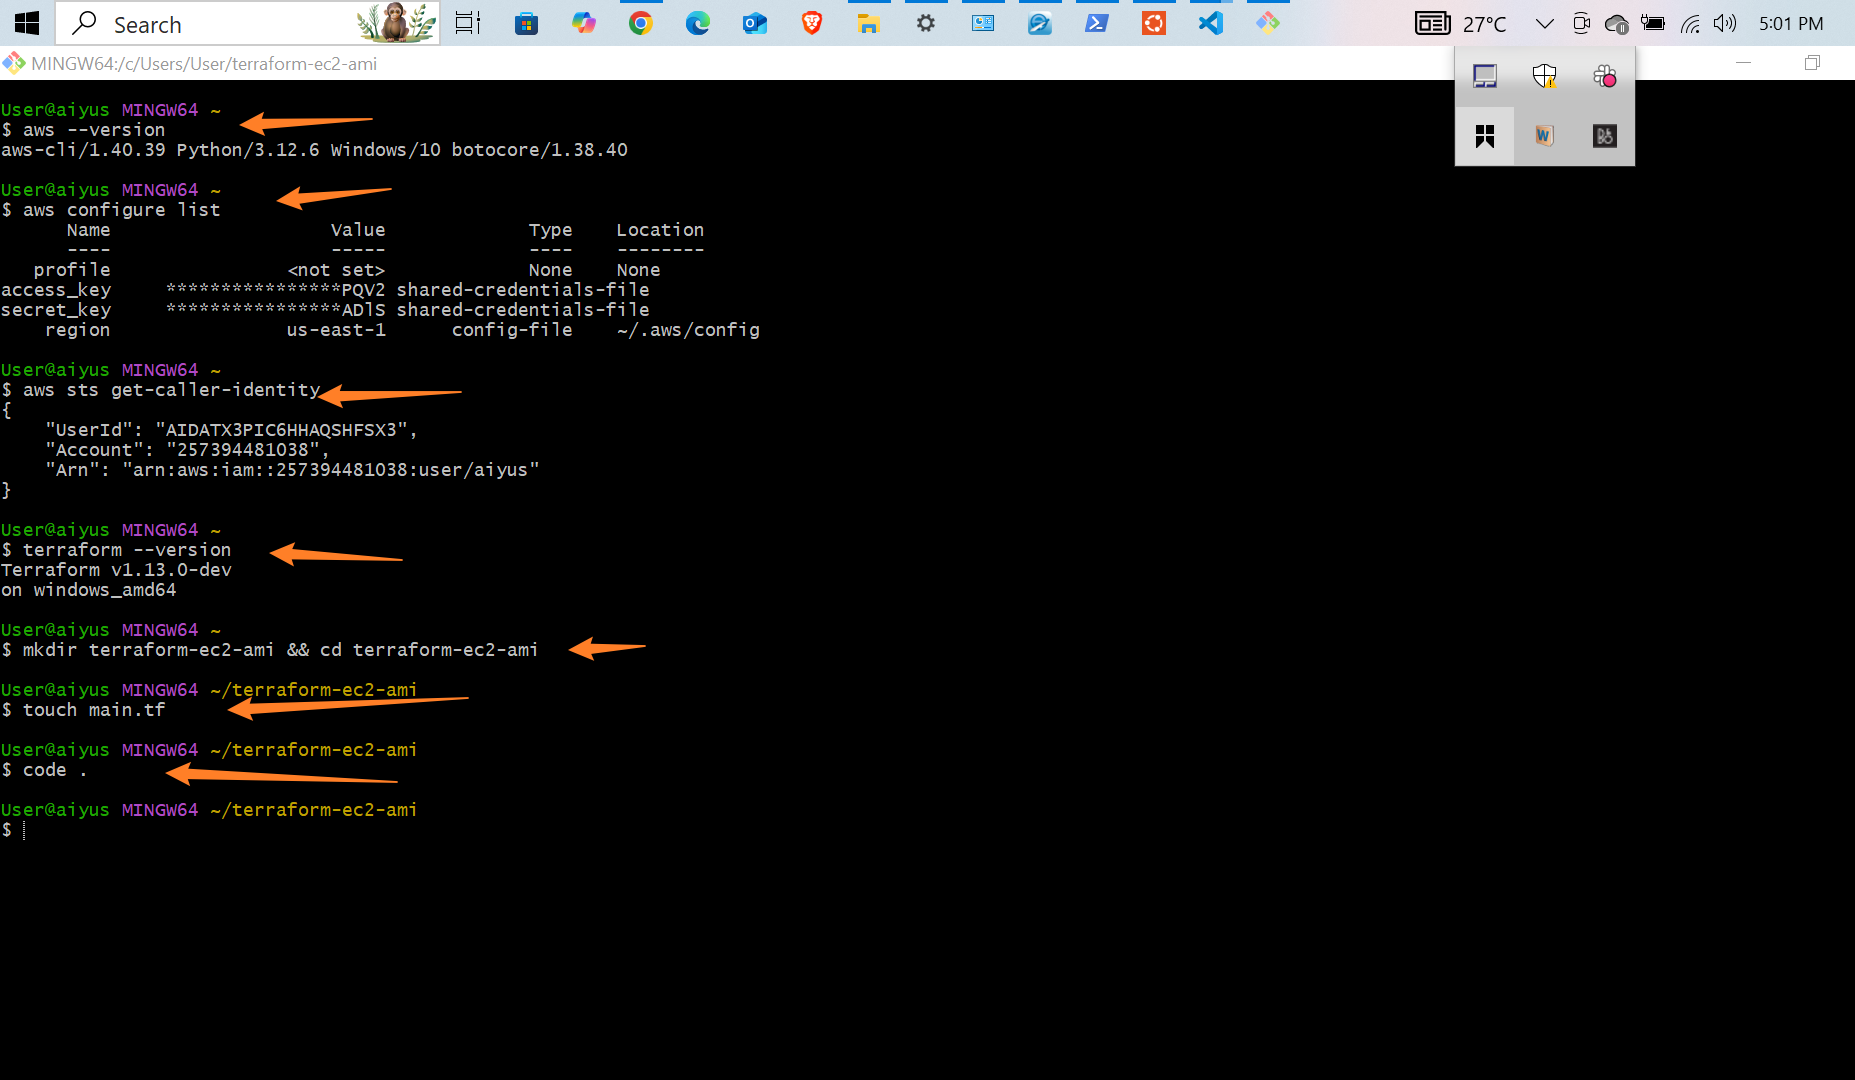 Search
27°C
5:01 PM
MINGW64:/c/Users/User/terraform-ec2-ami
User@aiyus MINGW64 ~
$ aws --version
aws-cli/1.40.39 Python/3.12.6 Windows/10 botocore/1.38.40
User@aiyus MINGW64 ~
$ aws configure list
Name Value Type Location
---- ----- ---- --------
profile <not set> None None
access_key ****************PQV2 shared-credentials-file
secret_key ****************ADlS shared-credentials-file
region us-east-1 config-file ~/.aws/config
User@aiyus MINGW64 ~
$ aws sts get-caller-identity
{
"UserId": "AIDATX3PIC6HHAQSHFSX3",
"Account": "257394481038",
"Arn": "arn:aws:iam::257394481038:user/aiyus"
}
User@aiyus MINGW64 ~
$ terraform --version
Terraform v1.13.0-dev
on windows_amd64
User@aiyus MINGW64 ~
$ mkdir terraform-ec2-ami && cd terraform-ec2-ami
User@aiyus MINGW64 ~/terraform-ec2-ami
$ touch main.tf
User@aiyus MINGW64 ~/terraform-ec2-ami
$ code .
User@aiyus MINGW64 ~/terraform-ec2-ami
$